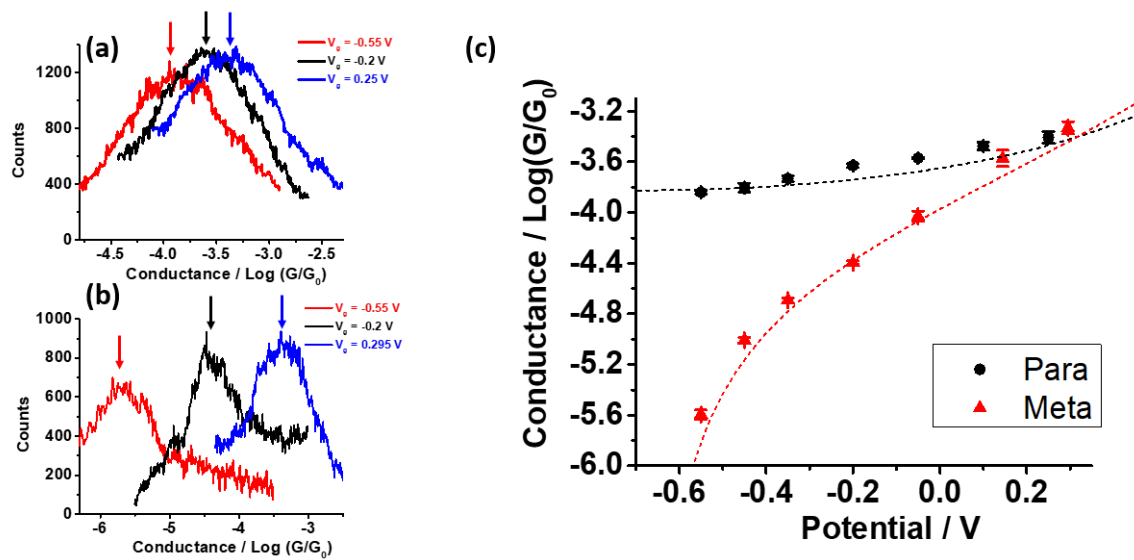 (a)
V_g = -0.55 V
V_g = -0.2 V
V_g = 0.25 V
1200
800
400
0
Counts
-4.5 -4.0 -3.5 -3.0 -2.5
Conductance / Log (G/G₀)
(b)
V_g = -0.55 V
V_g = -0.2 V
V_g = 0.295 V
1000
800
600
400
200
0
Counts
-6 -5 -4 -3
Conductance / Log (G/G₀)
(c)
-3.2
-3.6
-4.0
-4.4
-4.8
-5.2
-5.6
-6.0
Conductance / Log(G/G₀)
Para
Meta
-0.6 -0.4 -0.2 0.0 0.2
Potential / V